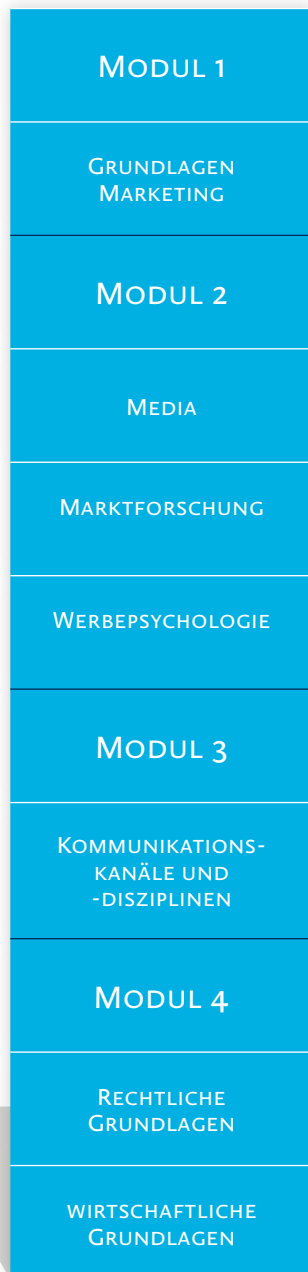 Modul 1
Grundlagen
Marketing
Modul 2
Media
Marktforschung
Werbepsychologie
Modul 3
Kommunikations-
kanäle und
-disziplinen
Modul 4
Rechtliche
Grundlagen
wirtschaftliche
Grundlagen